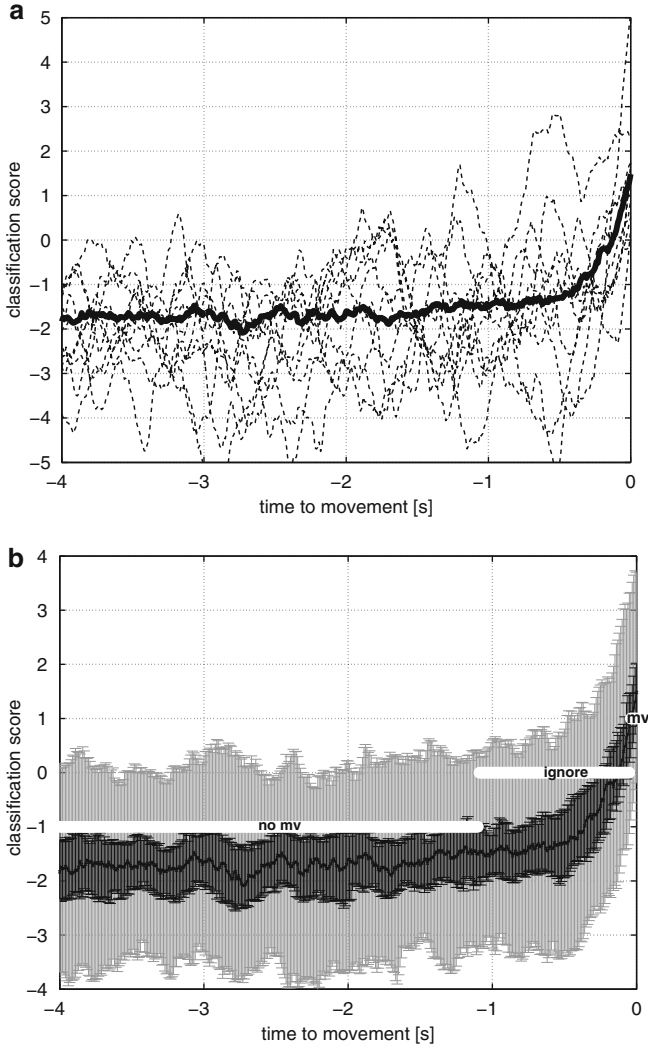 a
5
4
3
2
1
0
−1
−2
−3
−4
−5
classification score
−4 −3 −2 −1 0
time to movement [s]
b
4
3
2
1
0
−1
−2
−3
−4
classification score
mv
ignore
no mv
−4 −3 −2 −1 0
time to movement [s]